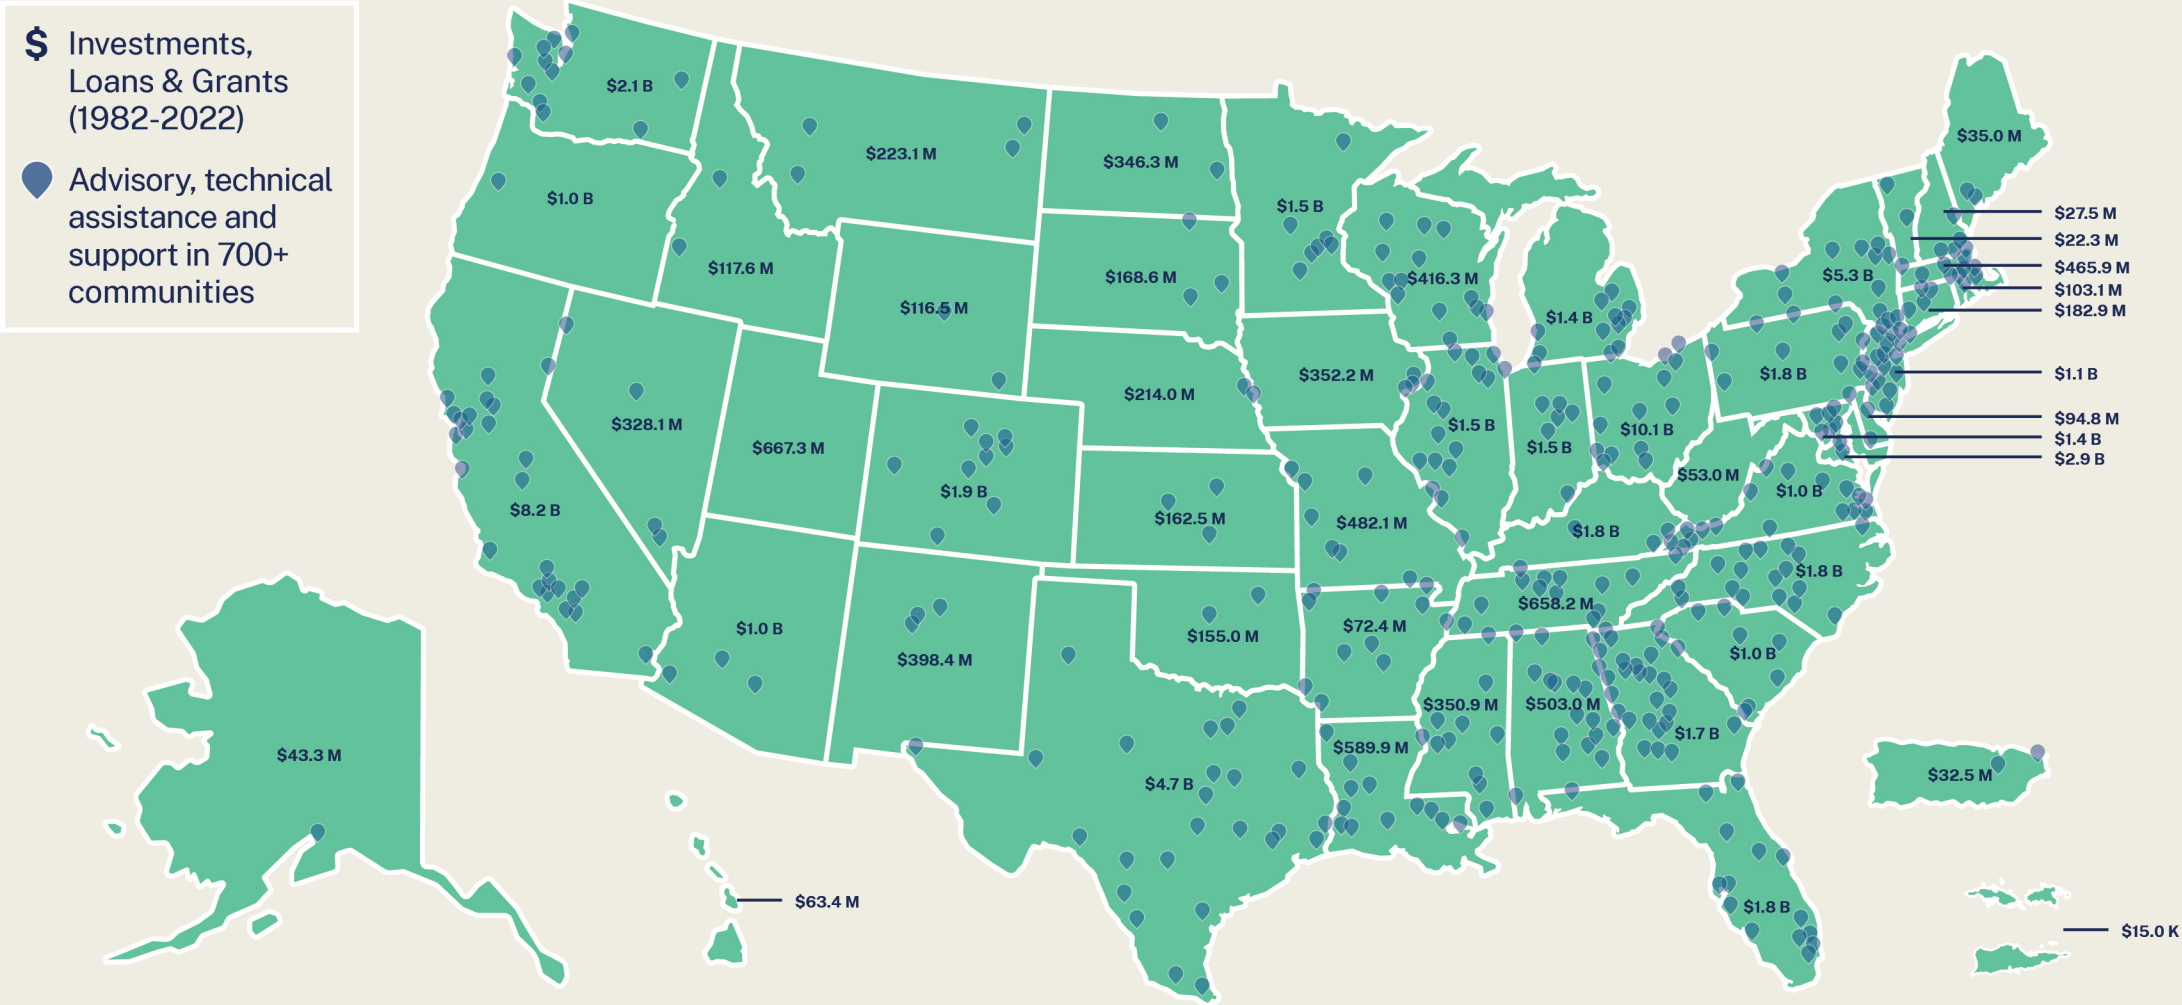 $ Investments,
Loans & Grants
(1982-2022)
Advisory, technical
assistance and
support in 700+
communities
$2.1 B
$1.0 B
$223.1 M
$346.3 M
$1.5 B
$35.0 M
$117.6 M
$116.5 M
$168.6 M
$416.3 M
$1.4 B
$5.3 B
$27.5 M
$22.3 M
$465.9 M
$103.1 M
$182.9 M
$8.2 B
$328.1 M
$667.3 M
$1.9 B
$214.0 M
$352.2 M
$1.5 B
$1.5 B
$10.1 B
$1.8 B
$1.1 B
$94.8 M
$1.4 B
$2.9 B
$162.5 M
$482.1 M
$1.8 B
$53.0 M
$1.0 B
$1.0 B
$398.4 M
$155.0 M
$72.4 M
$658.2 M
$1.8 B
$1.0 B
$4.7 B
$589.9 M
$350.9 M
$503.0 M
$1.7 B
$1.8 B
$43.3 M
$63.4 M
$32.5 M
$15.0 K